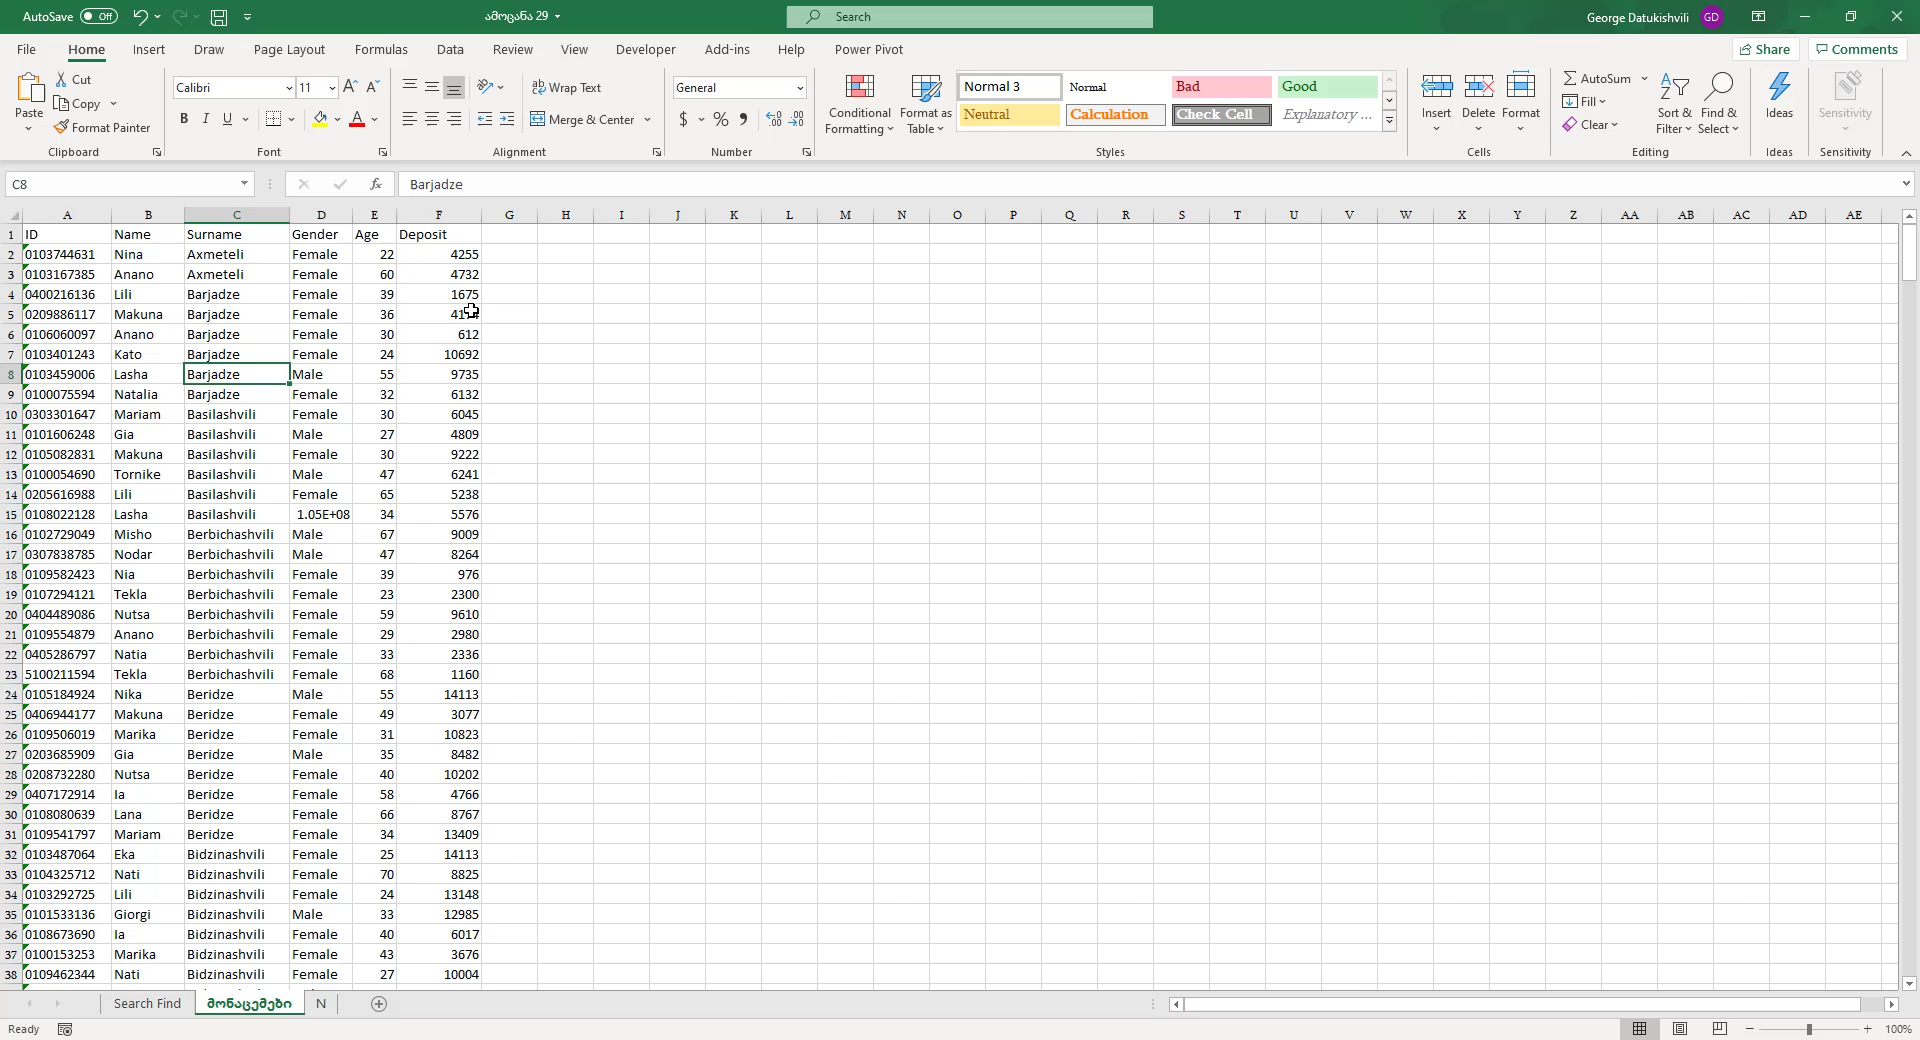 AutoSave Off ამოცანა 29 Search George Datukishvili GD
File Home Insert Draw Page Layout Formulas Data Review View Developer Add-ins Help Power Pivot Share Comments
Paste Cut Copy Format Painter Clipboard
Calibri 11 B I U A A Font
Wrap Text Merge & Center Alignment
General $ % Number
Conditional Formatting Format as Table Normal 3 Normal Bad Good Neutral Calculation Check Cell Explanatory ... Styles
Insert Delete Format Cells
AutoSum Fill Clear Sort & Filter Find & Select Editing
Ideas Ideas Sensitivity Sensitivity
C8 fx Barjadze
A B C D E F G H I J K L M N O P Q R S T U V W X Y Z AA AB AC AD AE
1 ID Name Surname Gender Age Deposit
2 0103744631 Nina Axmeteli Female 22 4255
3 0103167385 Anano Axmeteli Female 60 4732
4 0400216136 Lili Barjadze Female 39 1675
5 0209886117 Makuna Barjadze Female 36
6 0106060097 Anano Barjadze Female 30 612
7 0103401243 Kato Barjadze Female 24 10692
8 0103459006 Lasha Barjadze Male 55 9735
9 0100075594 Natalia Barjadze Female 32 6132
10 0303301647 Mariam Basilashvili Female 30 6045
11 0101606248 Gia Basilashvili Male 27 4809
12 0105082831 Makuna Basilashvili Female 30 9222
13 0100054690 Tornike Basilashvili Male 47 6241
14 0205616988 Lili Basilashvili Female 65 5238
15 0108022128 Lasha Basilashvili 1.05E+08 34 5576
16 0102729049 Misho Berbichashvili Male 67 9009
17 0307838785 Nodar Berbichashvili Male 47 8264
18 0109582423 Nia Berbichashvili Female 39 976
19 0107294121 Tekla Berbichashvili Female 23 2300
20 0404489086 Nutsa Berbichashvili Female 59 9610
21 0109554879 Anano Berbichashvili Female 29 2980
22 0405286797 Natia Berbichashvili Female 33 2336
23 5100211594 Tekla Berbichashvili Female 68 1160
24 0105184924 Nika Beridze Male 55 14113
25 0406944177 Makuna Beridze Female 49 3077
26 0109506019 Marika Beridze Female 31 10823
27 0203685909 Gia Beridze Male 35 8482
28 0208732280 Nutsa Beridze Female 40 10202
29 0407172914 Ia Beridze Female 58 4766
30 0108080639 Lana Beridze Female 66 8767
31 0109541797 Mariam Beridze Female 34 13409
32 0103487064 Eka Bidzinashvili Female 25 14113
33 0104325712 Nati Bidzinashvili Female 70 8825
34 0103292725 Lili Bidzinashvili Female 24 13148
35 0101533136 Giorgi Bidzinashvili Male 33 12985
36 0108673690 Ia Bidzinashvili Female 40 6017
37 0100153253 Marika Bidzinashvili Female 43 3676
38 0109462344 Nati Bidzinashvili Female 27 10004
Search Find მონაცემები N
Ready 100%